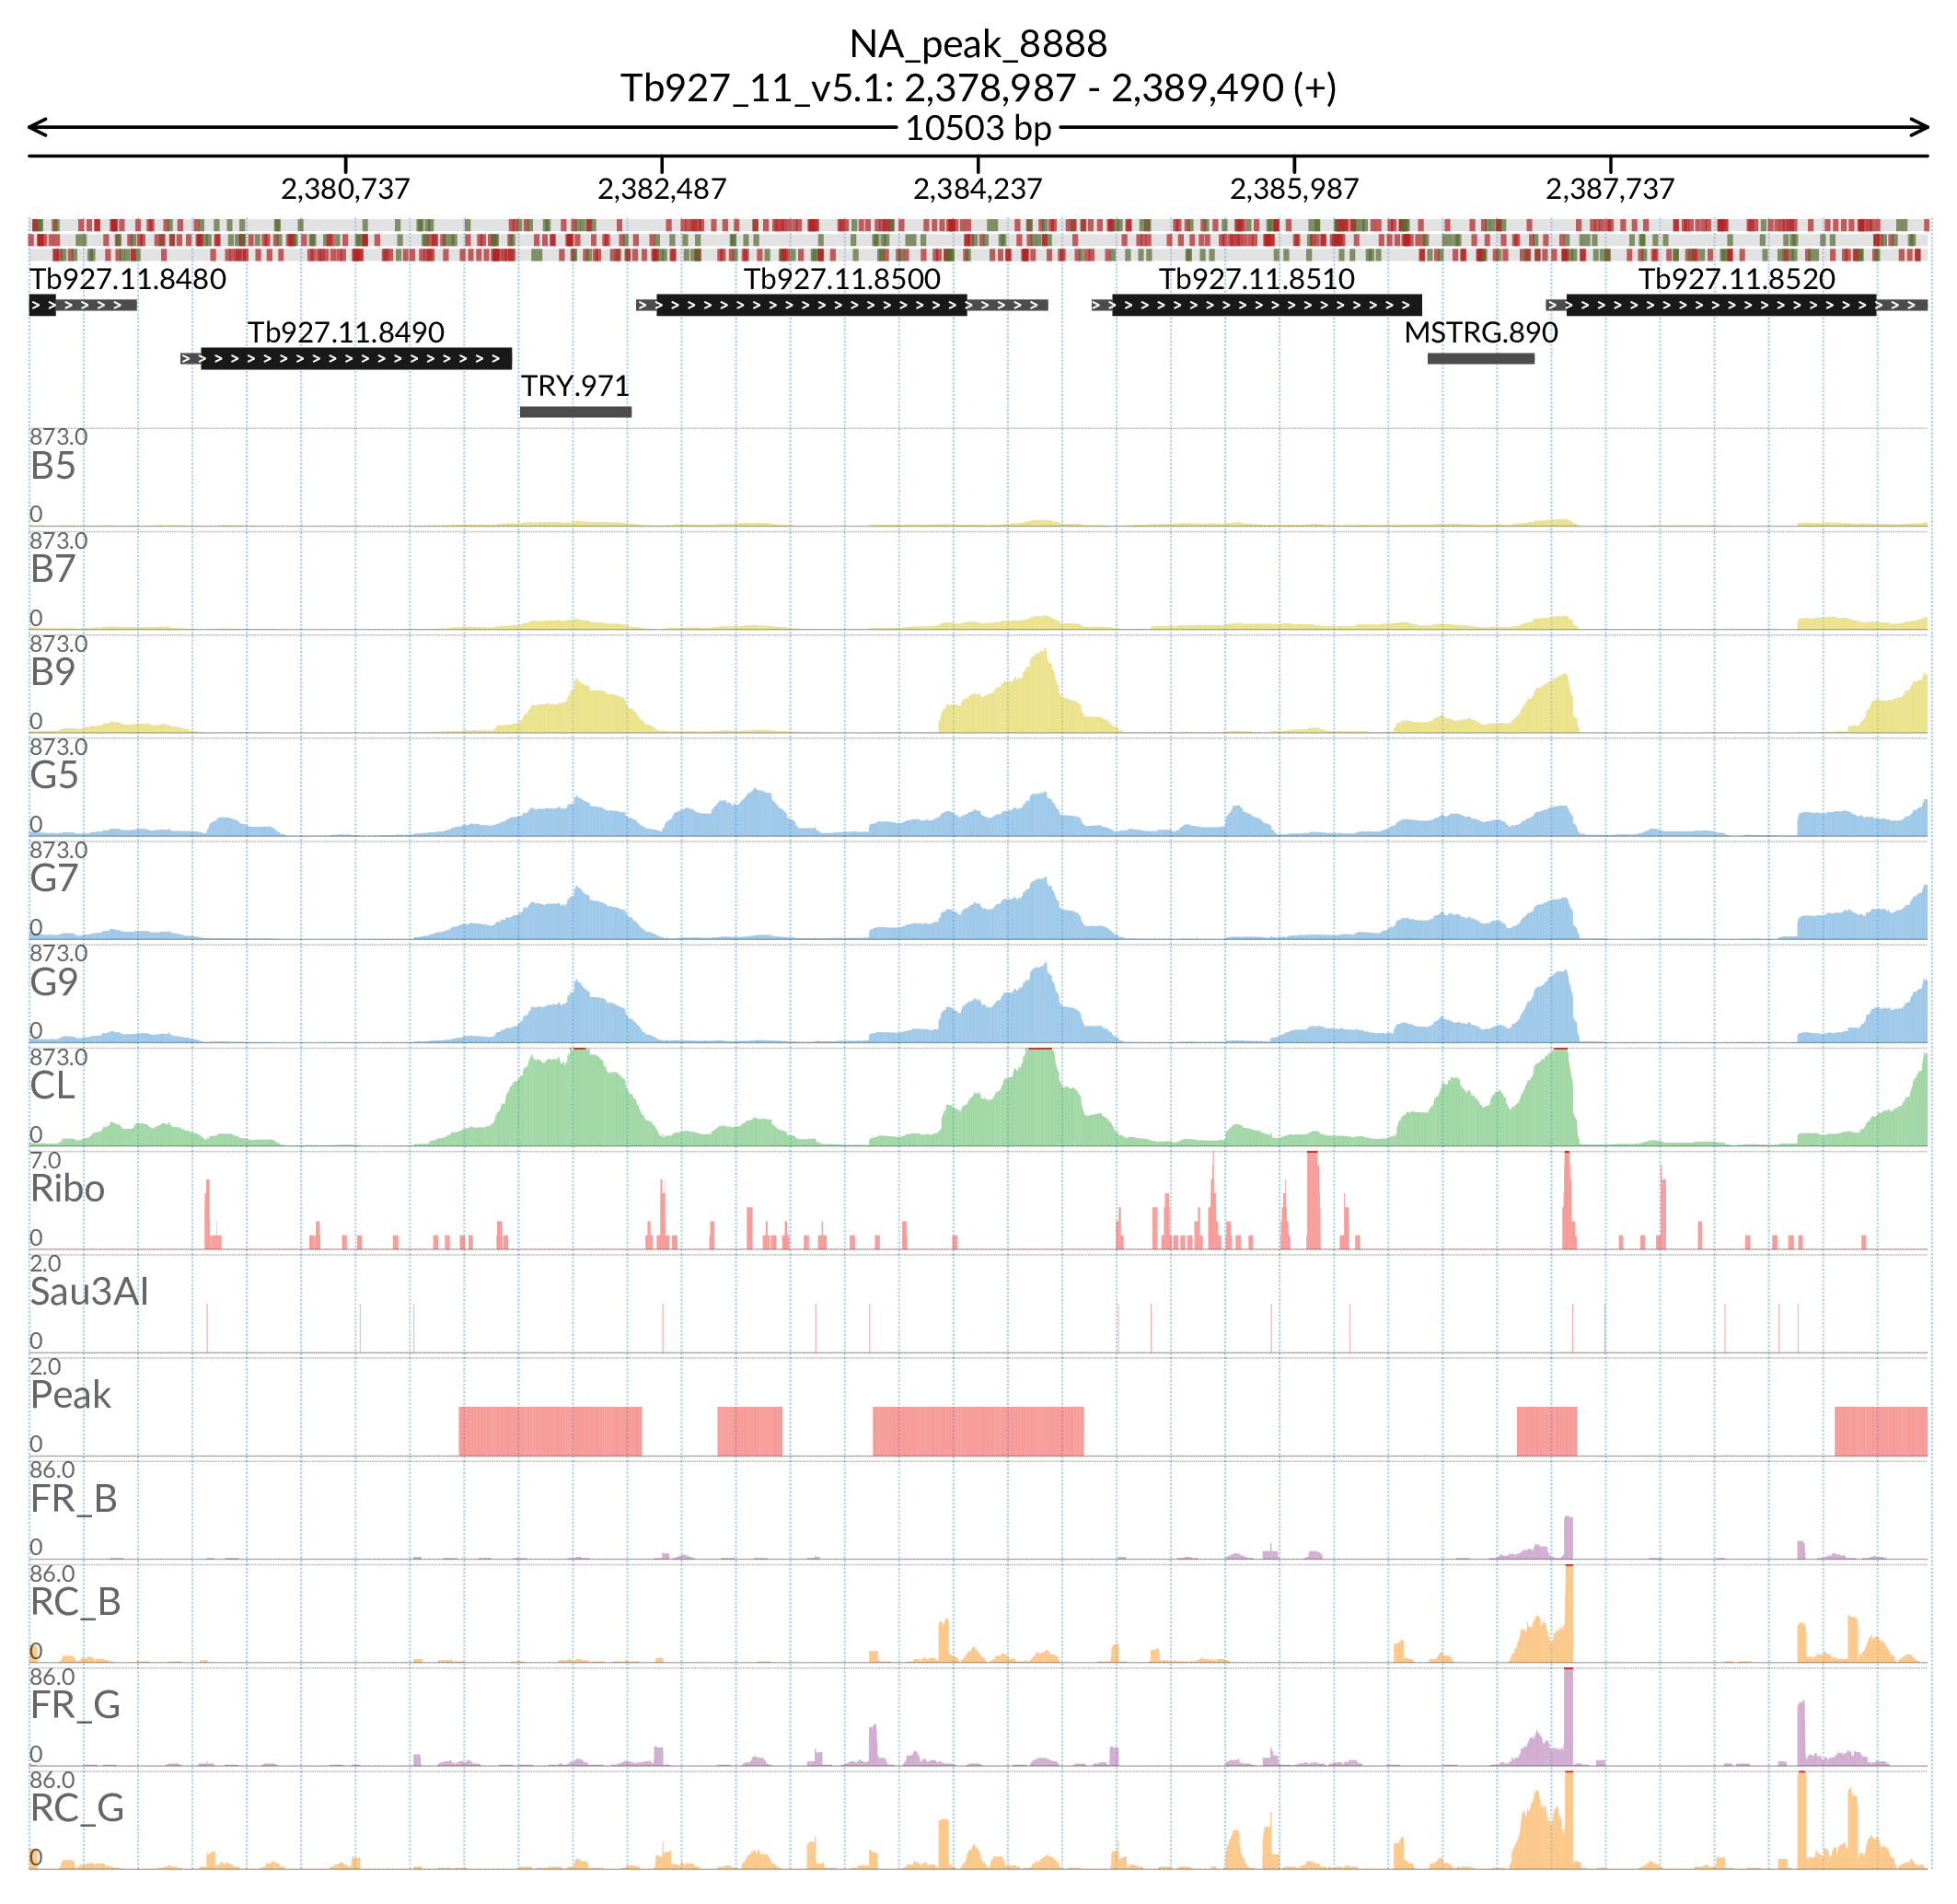 NA_peak_8888
Tb927_11_v5.1: 2,378,987 - 2,389,490 (+)
10503 bp
2,380,737 2,382,487 2,384,237 2,385,987 2,387,737
Tb927.11.8480 Tb927.11.8500 Tb927.11.8510 Tb927.11.8520
Tb927.11.8490 MSTRG.890
TRY.971
873.0
B5
0
873.0
B7
0
873.0
B9
0
873.0
G5
0
873.0
G7
0
873.0
G9
0
873.0
CL
0
7.0
Ribo
0
2.0
Sau3AI
0
2.0
Peak
0
86.0
FR_B
0
86.0
RC_B
0
86.0
FR_G
0
86.0
RC_G
0